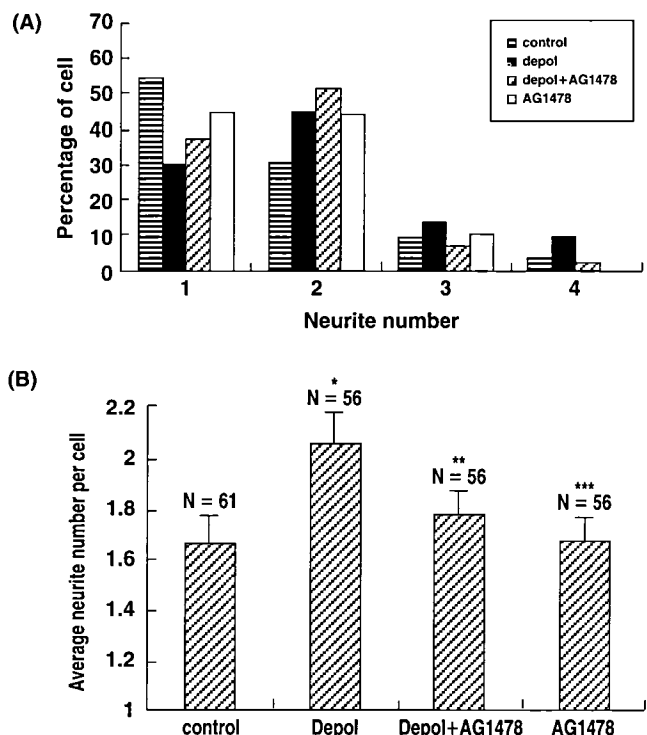 (A)
Percentage of cell
70
60
50
40
30
20
10
0
control
depol
depol+AG1478
AG1478
1 2 3 4
Neurite number
(B)
Average neurite number per cell
2.2
2
1.8
1.6
1.4
1.2
1
N = 61
*
N = 56
**
N = 56
***
N = 56
control Depol Depol+AG1478 AG1478